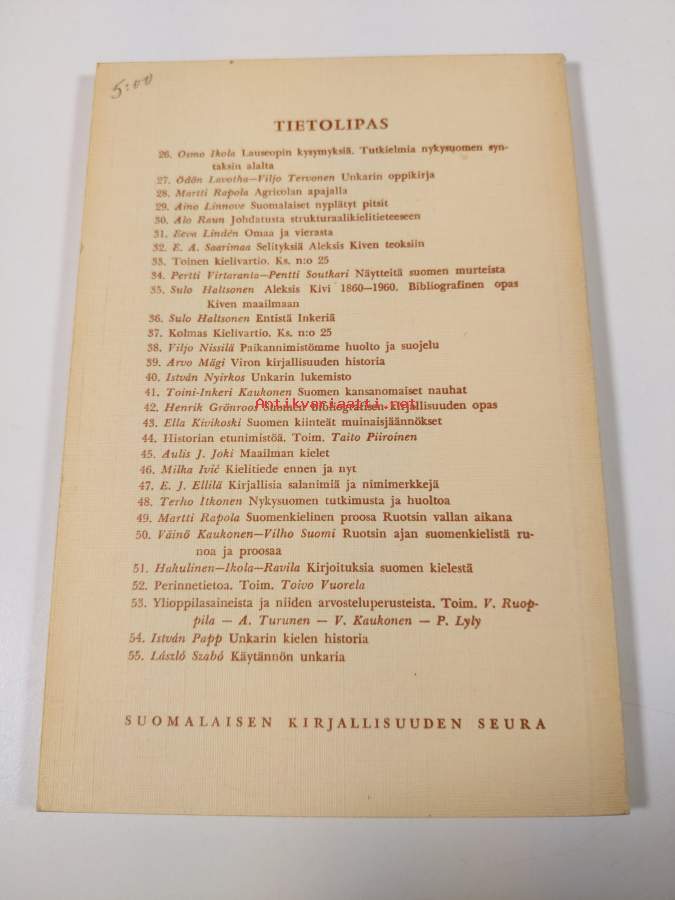 5:00
TIETOLIPAS
26. Osmo Ikola Lauseopin kysymyksiä. Tutkielmia nykysuomen syn-
taksin alalta
27. Ödön Lavotha—Viljo Tervonen Unkarin oppikirja
28. Martti Rapola Agricolan apajalla
29. Aino Linnove Suomalaiset nyplätyt pitsit
30. Alo Raun Johdatusta strukturaalikielitieteeseen
31. Eeva Lindén Omaa ja vierasta
32. E. A. Saarimaa Selityksiä Aleksis Kiven teoksiin
33. Toinen kielivartio. Ks. n:o 25
34. Pertti Virtaranta—Pentti Soutkari Näytteitä suomen murteista
35. Sulo Haltsonen Aleksis Kivi 1860—1960. Bibliografinen opas
Kiven maailmaan
36. Sulo Haltsonen Entistä Inkeriä
37. Kolmas Kielivartio. Ks. n:o 25
38. Viljo Nissilä Paikannimistömme huolto ja suojelu
39. Arvo Mägi Viron kirjallisuuden historia
40. István Nyirkos Unkarin lukemisto
41. Toini-Inkeri Kaukonen Suomen kansanomaiset nauhat
Antikvariaatti.net
42. Henrik Grönroos Suomen bibliografisen kirjallisuuden opas
43. Ella Kivikoski Suomen kiinteät muinaisjäännökset
44. Historian etunimistöä. Toim. Taito Piiroinen
45. Aulis J. Joki Maailman kielet
46. Milka Ivić Kielitiede ennen ja nyt
47. E. J. Ellilä Kirjallisia salanimiä ja nimimerkkejä
48. Terho Itkonen Nykysuomen tutkimusta ja huoltoa
49. Martti Rapola Suomenkielinen proosa Ruotsin vallan aikana
50. Väinö Kaukonen—Vilho Suomi Ruotsin ajan suomenkielistä ru-
noa ja proosaa
51. Hakulinen—Ikola—Ravila Kirjoituksia suomen kielestä
52. Perinnetietoa. Toim. Toivo Vuorela
53. Ylioppilasaineista ja niiden arvosteluperusteista. Toim. V. Ruop-
pila — A. Turunen — V. Kaukonen — P. Lyly
54. István Papp Unkarin kielen historia
55. László Szabó Käytännön unkaria
SUOMALAISEN KIRJALLISUUDEN SEURA